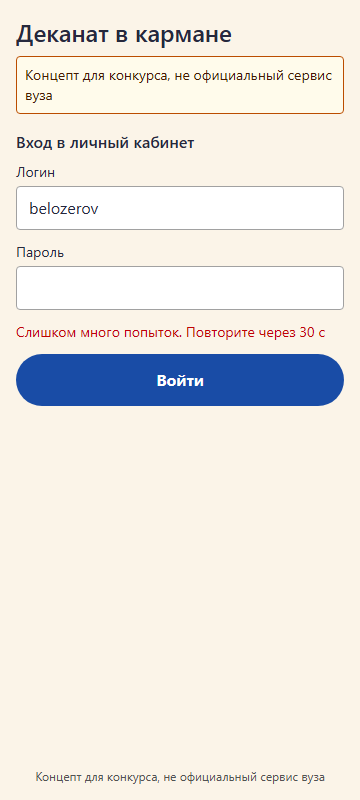 Деканат в кармане
Концепт для конкурса, не официальный сервис
вуза
Вход в личный кабинет
Логин
belozerov
Пароль
Слишком много попыток. Повторите через 30 с
Войти
Концепт для конкурса, не официальный сервис вуза